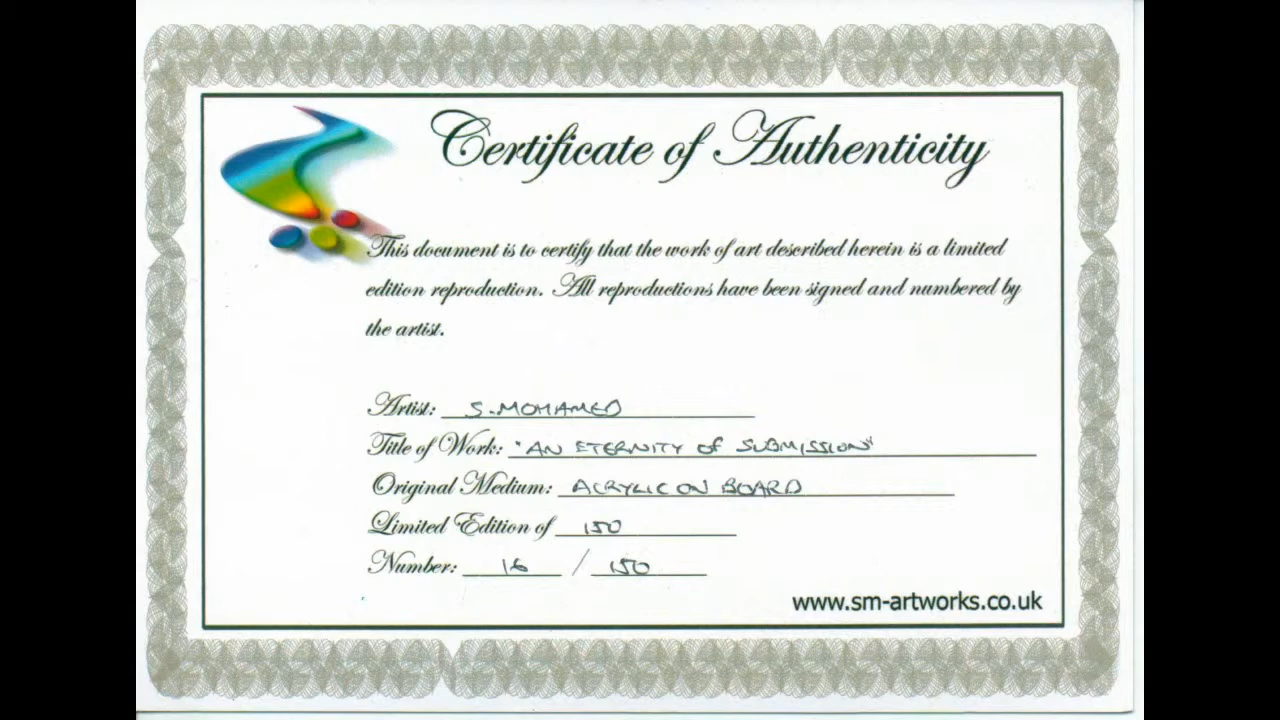 Certificate of Authenticity
This document is to certify that the work of art described herein is a limited
edition reproduction. All reproductions have been signed and numbered by
the artist.
Artist: S. MOHAMED
Title of Work: "AN ETERNITY OF SUBMISSION"
Original Medium: ACRYLIC ON BOARD
Limited Edition of 150
Number: 16 / 150
www.sm-artworks.co.uk